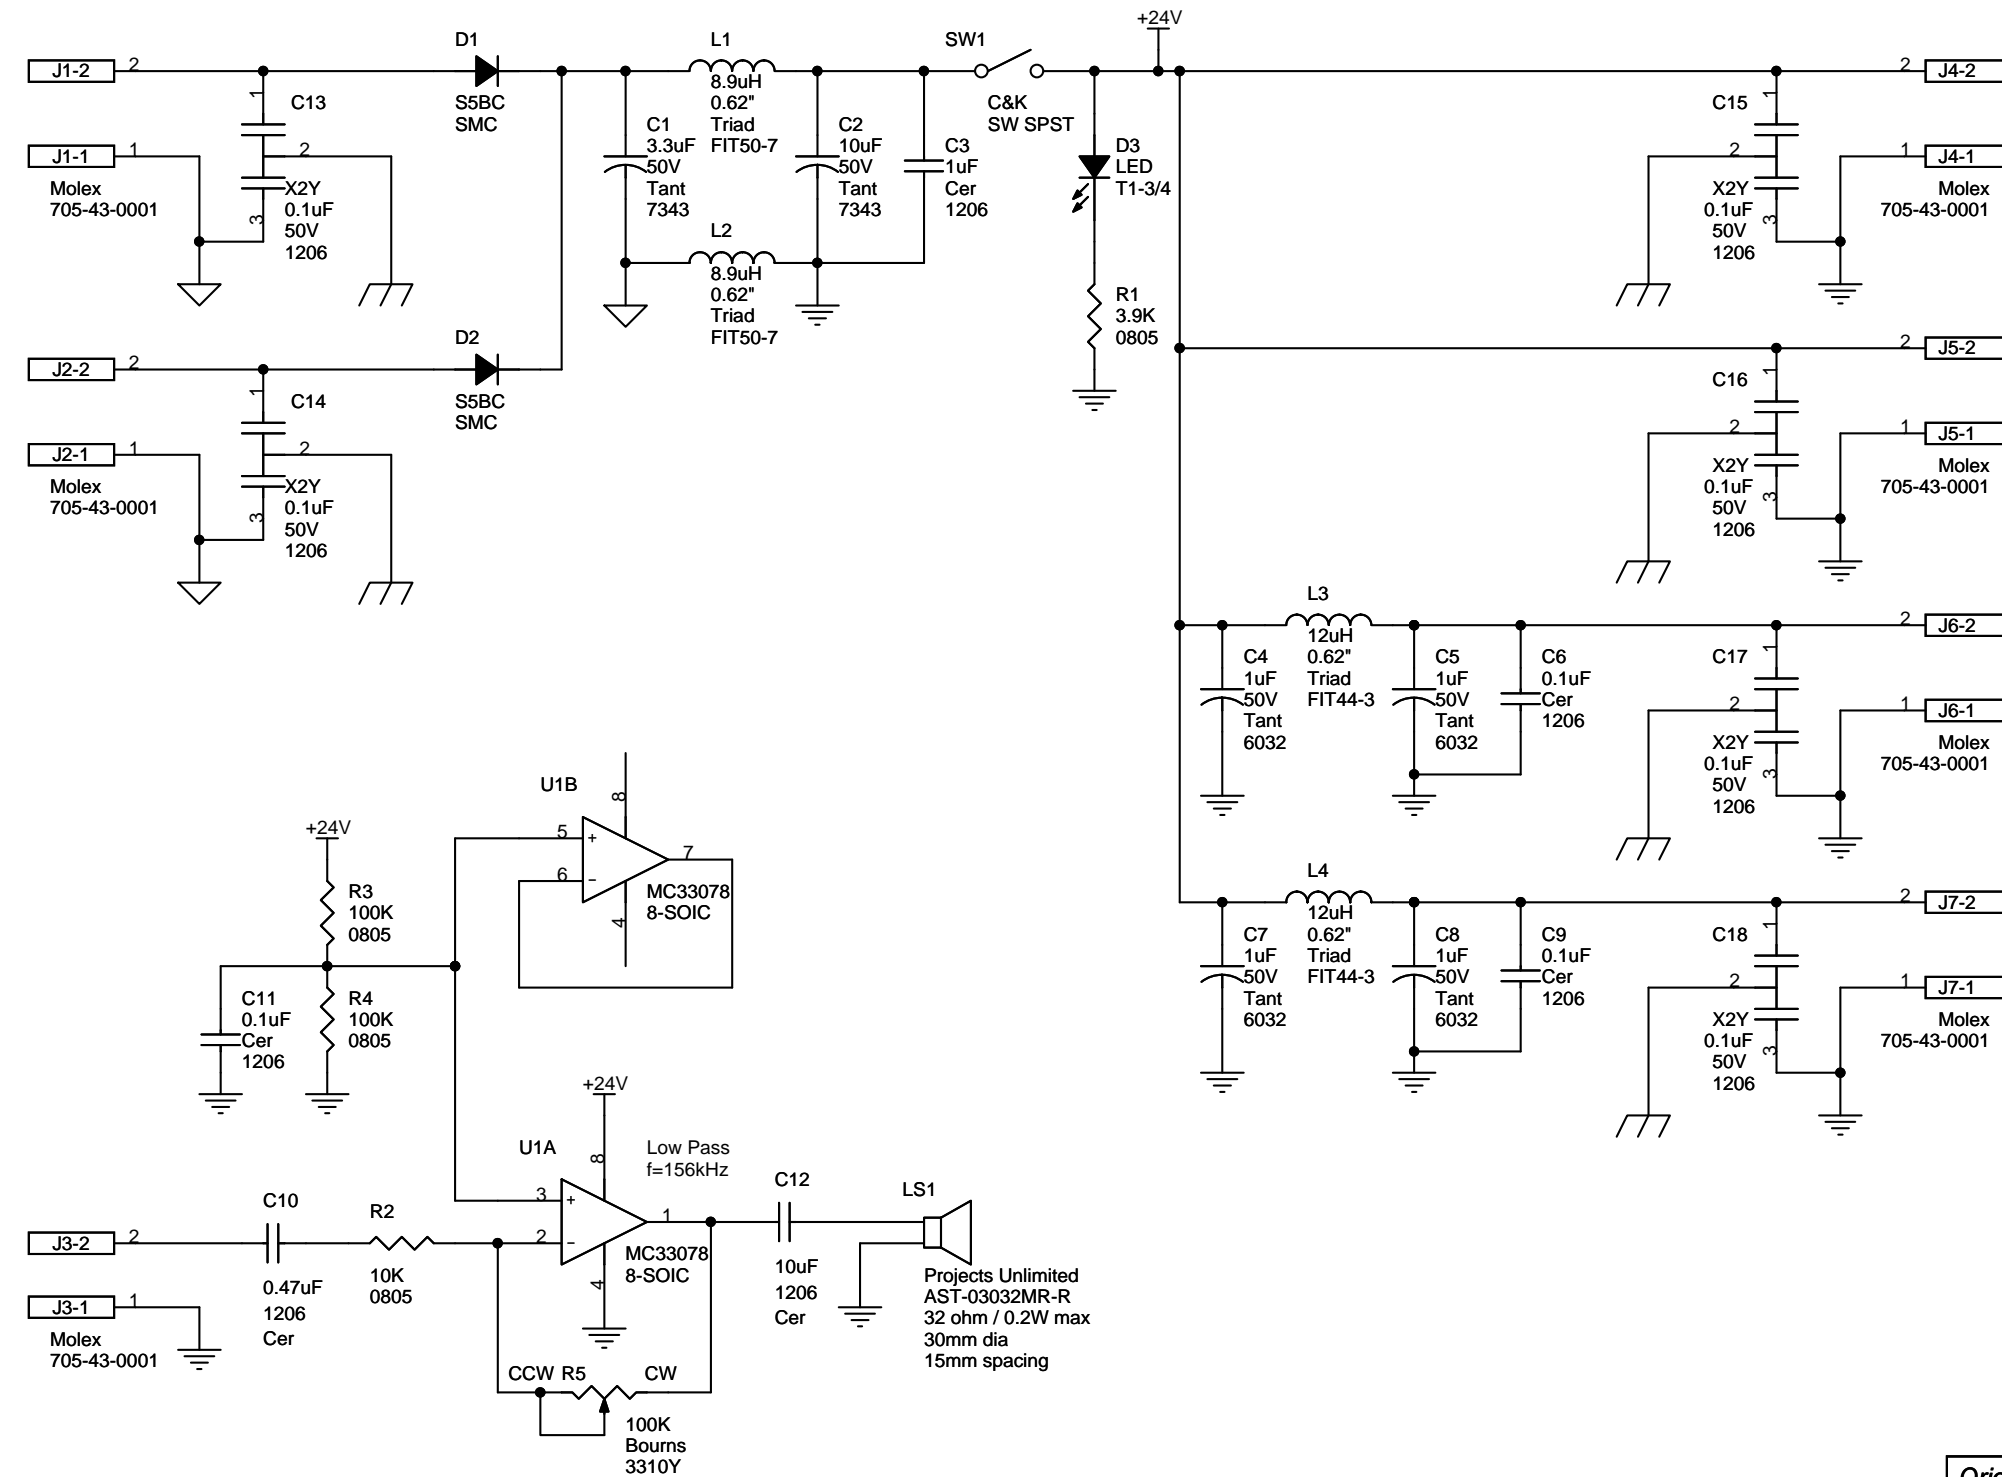 +24V
D1
L1
SW1
J1-2
2
8.9uH
0.62"
Triad
FIT50-7
S5BC
SMC
C&K
SW SPST
2
J4-2
1
C13
C1
3.3uF
50V
Tant
7343
C2
10uF
50V
Tant
7343
C3
1uF
Cer
1206
D3
LED
T1-3/4
1
C15
J1-1
1
2
Molex
705-43-0001
X2Y
0.1uF
50V
1206
3
2
1
J4-1
Molex
705-43-0001
X2Y
0.1uF
50V
1206
3
L2
8.9uH
0.62"
Triad
FIT50-7
R1
3.9K
0805
D2
J2-2
2
S5BC
SMC
1
C14
2
J5-2
1
C16
J2-1
1
2
Molex
705-43-0001
X2Y
0.1uF
50V
1206
3
2
1
J5-1
Molex
705-43-0001
X2Y
0.1uF
50V
1206
3
L3
12uH
0.62"
Triad
FIT44-3
2
J6-2
C4
1uF
50V
Tant
6032
C5
1uF
50V
Tant
6032
C6
0.1uF
Cer
1206
1
C17
2
1
J6-1
Molex
705-43-0001
X2Y
0.1uF
50V
1206
3
U1B
8
5
+
6
–
7
4
MC33078
8-SOIC
+24V
R3
100K
0805
L4
12uH
0.62"
Triad
FIT44-3
2
J7-2
C7
1uF
50V
Tant
6032
C8
1uF
50V
Tant
6032
C9
0.1uF
Cer
1206
1
C18
2
1
J7-1
Molex
705-43-0001
X2Y
0.1uF
50V
1206
3
C11
0.1uF
Cer
1206
R4
100K
0805
+24V
U1A
8
Low Pass
f=156kHz
3
+
2
–
1
4
MC33078
8-SOIC
C10
0.47uF
1206
Cer
R2
10K
0805
J3-2
2
J3-1
1
Molex
705-43-0001
C12
10uF
1206
Cer
LS1
Projects Unlimited
AST-03032MR-R
32 ohm / 0.2W max
30mm dia
15mm spacing
CCW R5 CW
100K
Bourns
3310Y